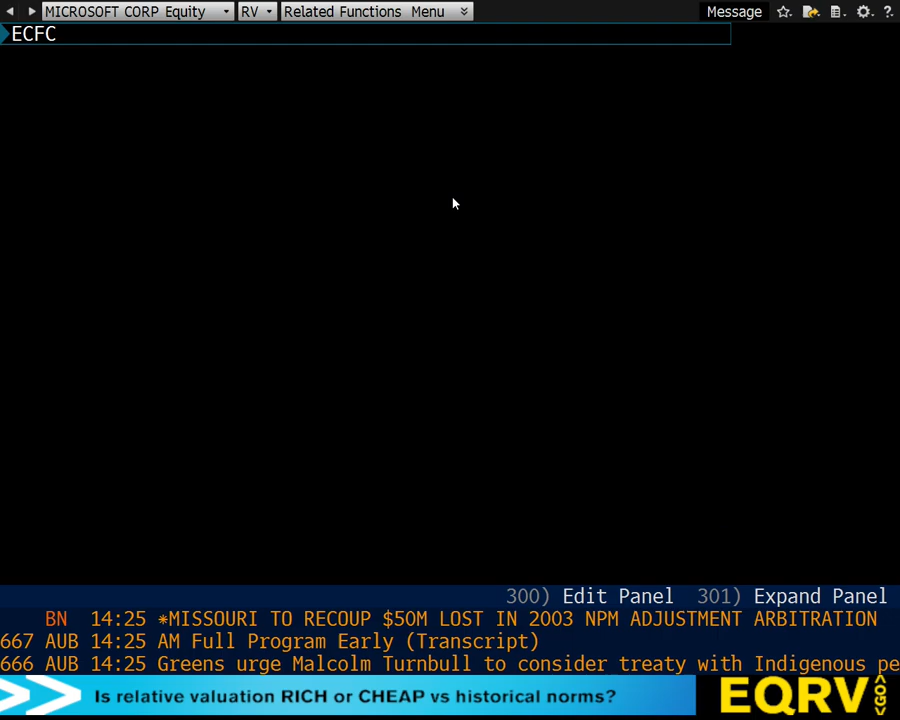 MICROSOFT CORP Equity RV Related Functions Menu Message ?
ECFC
300) Edit Panel 301) Expand Panel
BN 14:25 *MISSOURI TO RECOUP $50M LOST IN 2003 NPM ADJUSTMENT ARBITRATION
667 AUB 14:25 AM Full Program Early (Transcript)
666 AUB 14:25 Greens urge Malcolm Turnbull to consider treaty with Indigenous pe
Is relative valuation RICH or CHEAP vs historical norms?
EQRV